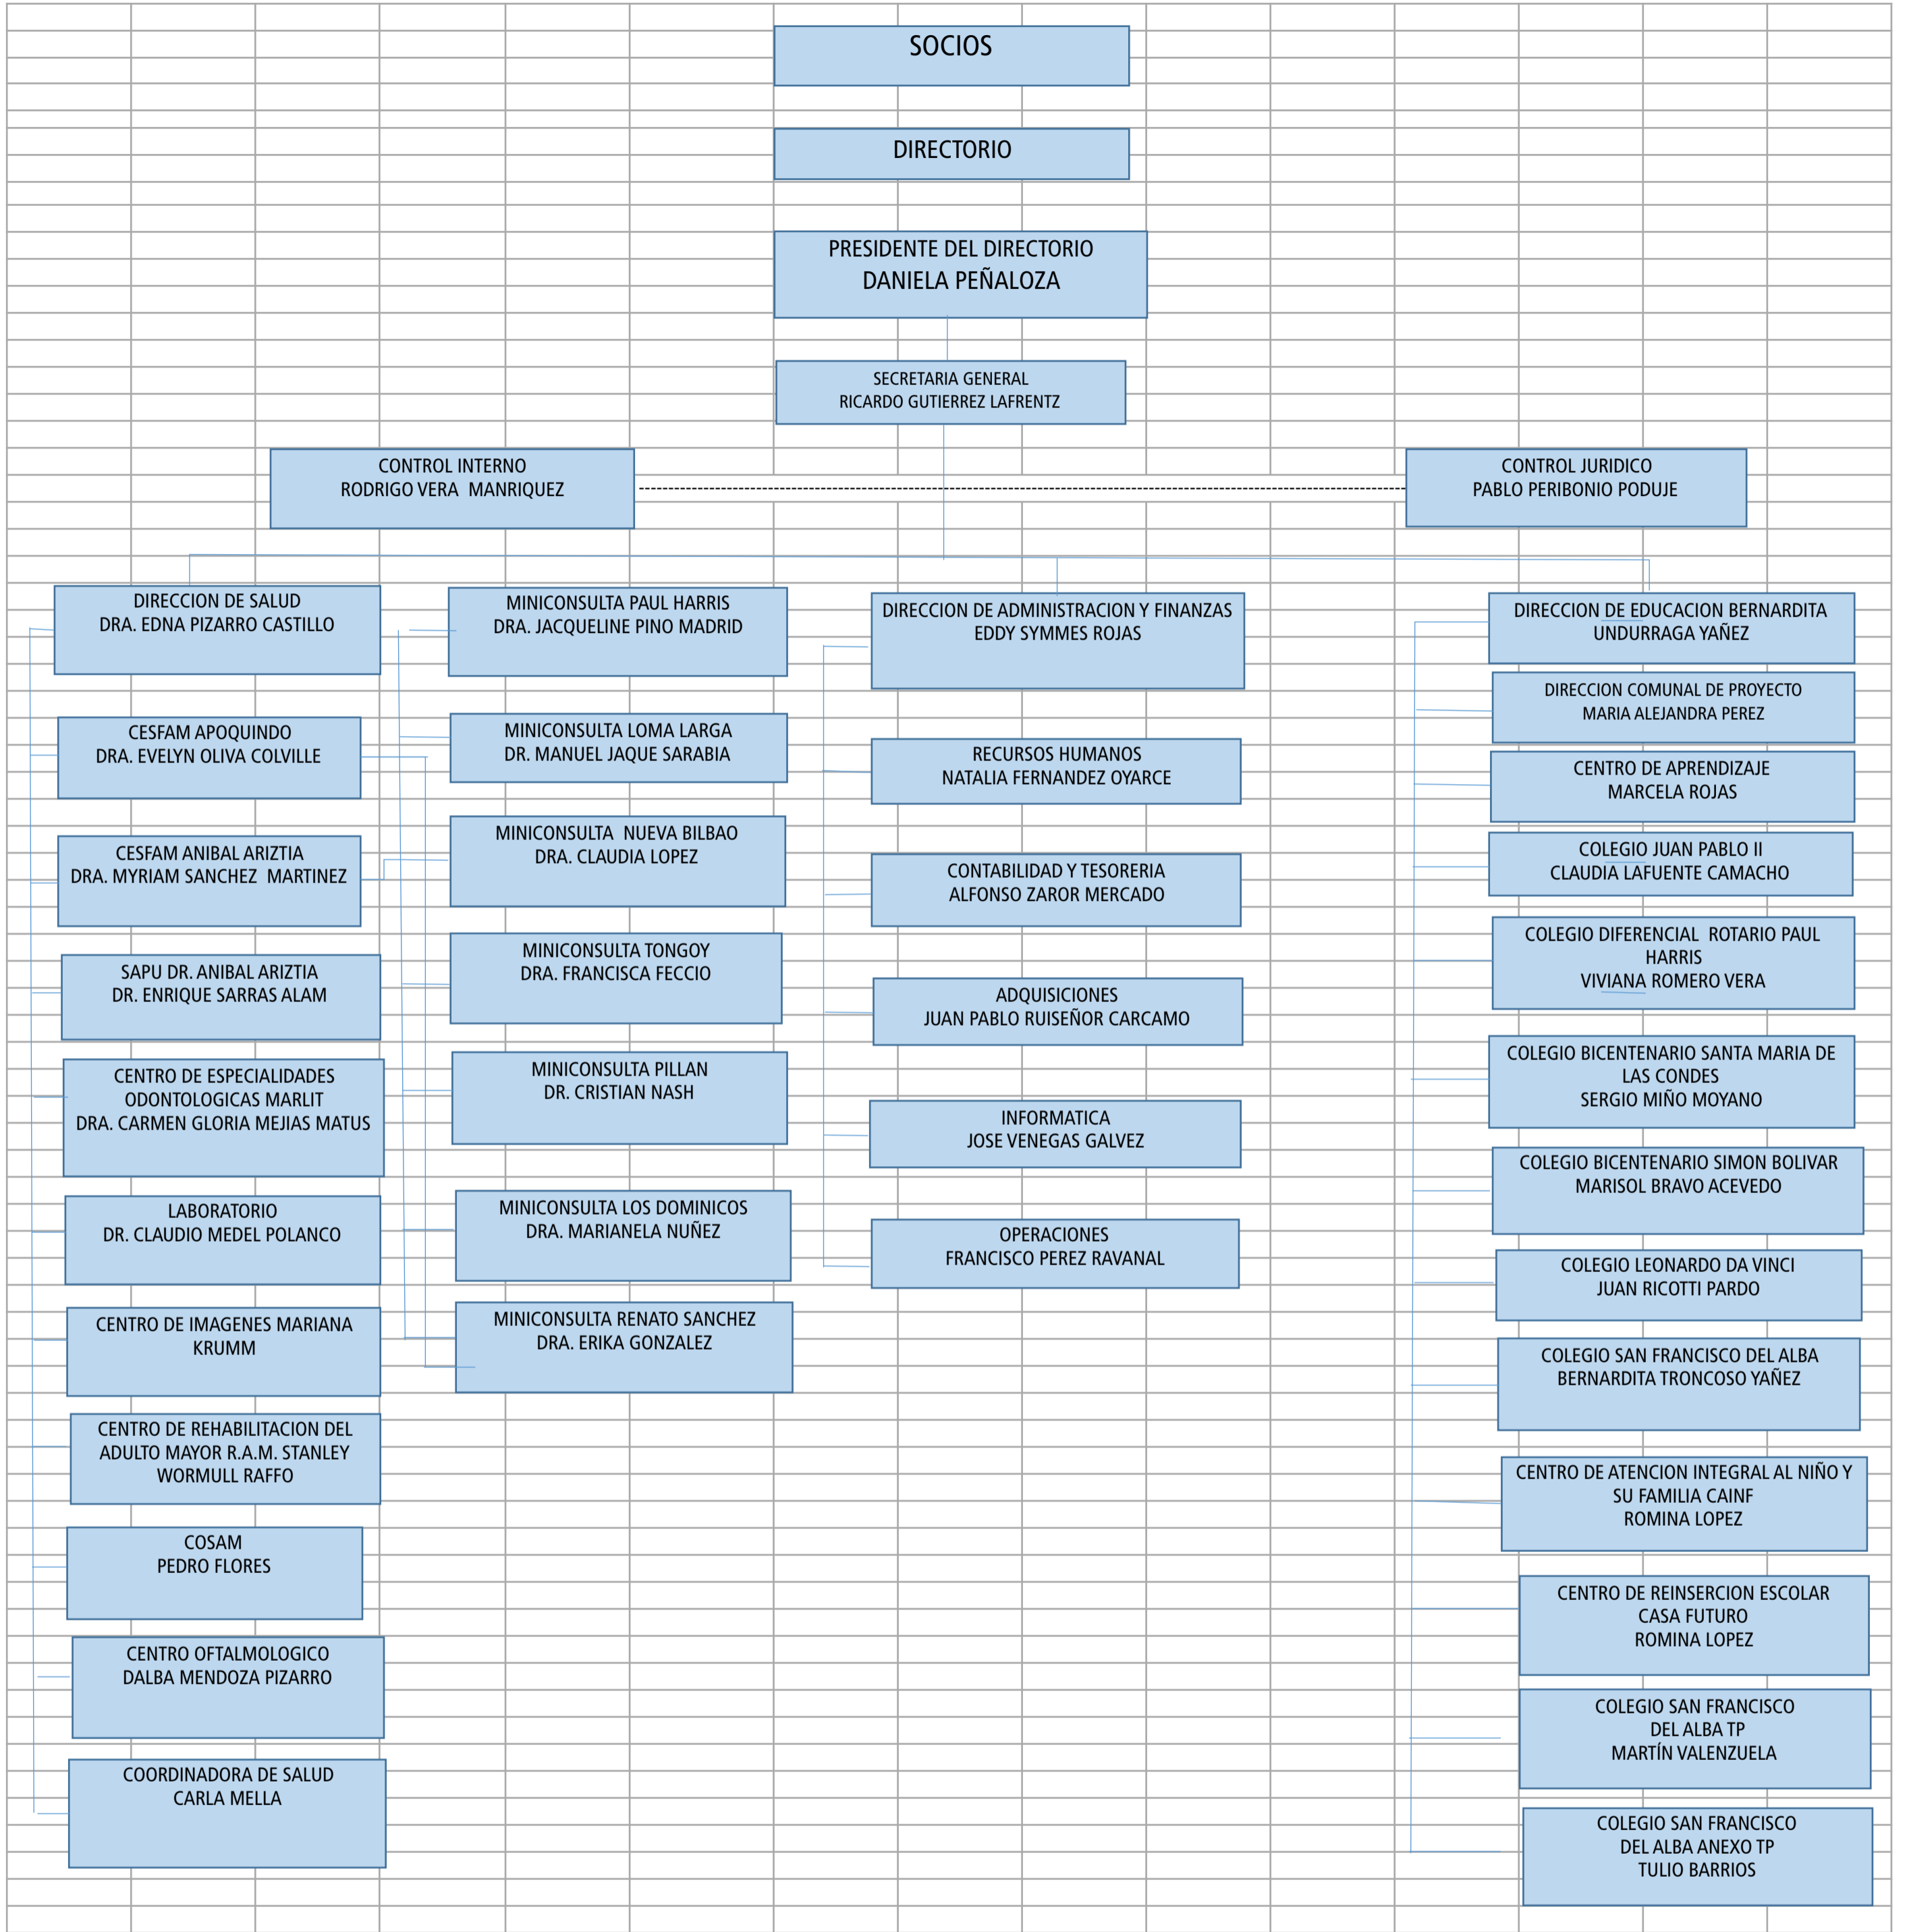 SOCIOS
DIRECTORIO
PRESIDENTE DEL DIRECTORIO
DANIELA PEÑALOZA
SECRETARIA GENERAL
RICARDO GUTIERREZ LAFRENTZ
CONTROL INTERNO
RODRIGO VERA  MANRIQUEZ
CONTROL JURIDICO
PABLO PERIBONIO PODUJE
DIRECCION DE SALUD
DRA. EDNA PIZARRO CASTILLO
CESFAM APOQUINDO
DRA. EVELYN OLIVA COLVILLE
CESFAM ANIBAL ARIZTIA
DRA. MYRIAM SANCHEZ  MARTINEZ
SAPU DR. ANIBAL ARIZTIA
DR. ENRIQUE SARRAS ALAM
CENTRO DE ESPECIALIDADES
ODONTOLOGICAS MARLIT
DRA. CARMEN GLORIA MEJIAS MATUS
LABORATORIO
DR. CLAUDIO MEDEL POLANCO
CENTRO DE IMAGENES MARIANA
KRUMM
CENTRO DE REHABILITACION DEL
ADULTO MAYOR R.A.M. STANLEY
WORMULL RAFFO
COSAM
PEDRO FLORES
CENTRO OFTALMOLOGICO
DALBA MENDOZA PIZARRO
COORDINADORA DE SALUD
CARLA MELLA
MINICONSULTA PAUL HARRIS
DRA. JACQUELINE PINO MADRID
MINICONSULTA LOMA LARGA
DR. MANUEL JAQUE SARABIA
MINICONSULTA  NUEVA BILBAO
DRA. CLAUDIA LOPEZ
MINICONSULTA TONGOY
DRA. FRANCISCA FECCIO
MINICONSULTA PILLAN
DR. CRISTIAN NASH
MINICONSULTA LOS DOMINICOS
DRA. MARIANELA NUÑEZ
MINICONSULTA RENATO SANCHEZ
DRA. ERIKA GONZALEZ
DIRECCION DE ADMINISTRACION Y FINANZAS
EDDY SYMMES ROJAS
RECURSOS HUMANOS
NATALIA FERNANDEZ OYARCE
CONTABILIDAD Y TESORERIA
ALFONSO ZAROR MERCADO
ADQUISICIONES
JUAN PABLO RUISEÑOR CARCAMO
INFORMATICA
JOSE VENEGAS GALVEZ
OPERACIONES
FRANCISCO PEREZ RAVANAL
DIRECCION DE EDUCACION BERNARDITA
UNDURRAGA YAÑEZ
DIRECCION COMUNAL DE PROYECTO
MARIA ALEJANDRA PEREZ
CENTRO DE APRENDIZAJE
MARCELA ROJAS
COLEGIO JUAN PABLO II
CLAUDIA LAFUENTE CAMACHO
COLEGIO DIFERENCIAL  ROTARIO PAUL
HARRIS
VIVIANA ROMERO VERA
COLEGIO BICENTENARIO SANTA MARIA DE
LAS CONDES
SERGIO MIÑO MOYANO
COLEGIO BICENTENARIO SIMON BOLIVAR
MARISOL BRAVO ACEVEDO
COLEGIO LEONARDO DA VINCI
JUAN RICOTTI PARDO
COLEGIO SAN FRANCISCO DEL ALBA
BERNARDITA TRONCOSO YAÑEZ
CENTRO DE ATENCION INTEGRAL AL NIÑO Y
SU FAMILIA CAINF
ROMINA LOPEZ
CENTRO DE REINSERCION ESCOLAR
CASA FUTURO
ROMINA LOPEZ
COLEGIO SAN FRANCISCO
DEL ALBA TP
MARTÍN VALENZUELA
COLEGIO SAN FRANCISCO
DEL ALBA ANEXO TP
TULIO BARRIOS